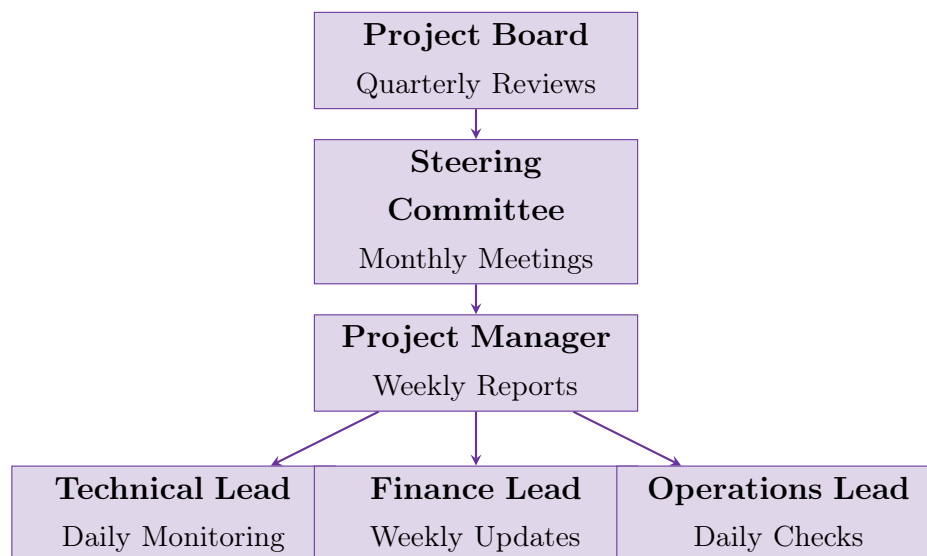 Project Board
Quarterly Reviews
Steering
Committee
Monthly Meetings
Project Manager
Weekly Reports
Technical Lead
Daily Monitoring
Finance Lead
Weekly Updates
Operations Lead
Daily Checks